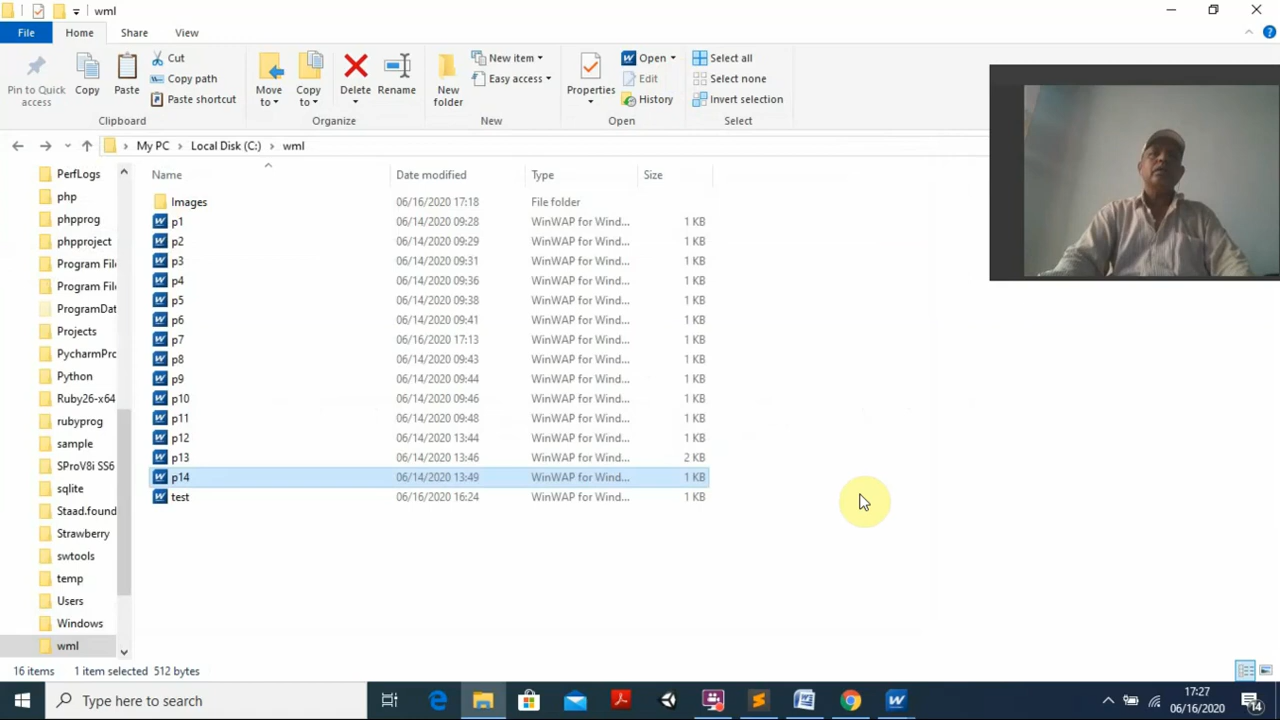 wml
File Home Share View
Pin to Quick access
Copy
Paste
Cut
Copy path
Paste shortcut
Clipboard
Move to
Copy to
Delete
Rename
Organize
New folder
New item
Easy access
New
Properties
Open
Edit
History
Open
Select all
Select none
Invert selection
Select
My PC > Local Disk (C:) > wml
PerfLogs
php
phpprog
phpproject
Program File
Program File
ProgramDat
Projects
PycharmPro
Python
Ruby26-x64
rubyprog
sample
SProV8i SS6
sqlite
Staad.found
Strawberry
swtools
temp
Users
Windows
wml
Name Date modified Type Size
Images 06/16/2020 17:18 File folder
p1 06/14/2020 09:28 WinWAP for Wind... 1 KB
p2 06/14/2020 09:29 WinWAP for Wind... 1 KB
p3 06/14/2020 09:31 WinWAP for Wind... 1 KB
p4 06/14/2020 09:36 WinWAP for Wind... 1 KB
p5 06/14/2020 09:38 WinWAP for Wind... 1 KB
p6 06/14/2020 09:41 WinWAP for Wind... 1 KB
p7 06/16/2020 17:13 WinWAP for Wind... 1 KB
p8 06/14/2020 09:43 WinWAP for Wind... 1 KB
p9 06/14/2020 09:44 WinWAP for Wind... 1 KB
p10 06/14/2020 09:46 WinWAP for Wind... 1 KB
p11 06/14/2020 09:48 WinWAP for Wind... 1 KB
p12 06/14/2020 13:44 WinWAP for Wind... 1 KB
p13 06/14/2020 13:46 WinWAP for Wind... 2 KB
p14 06/14/2020 13:49 WinWAP for Wind... 1 KB
test 06/16/2020 16:24 WinWAP for Wind... 1 KB
16 items 1 item selected 512 bytes
Type here to search
17:27
06/16/2020
14